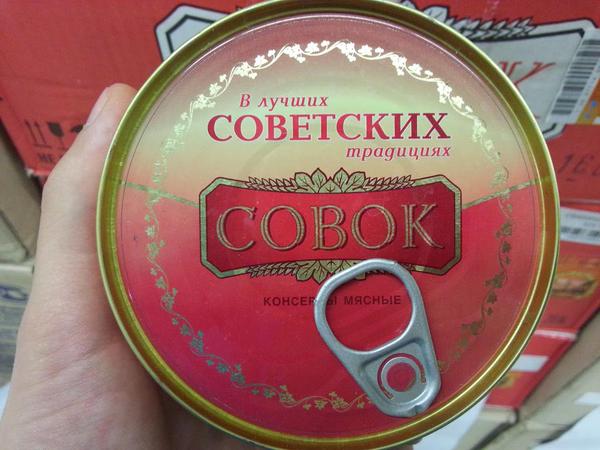 В лучших
СОВЕТСКИХ
традициях
СОВОК
КОНСЕРВЫ МЯСНЫЕ